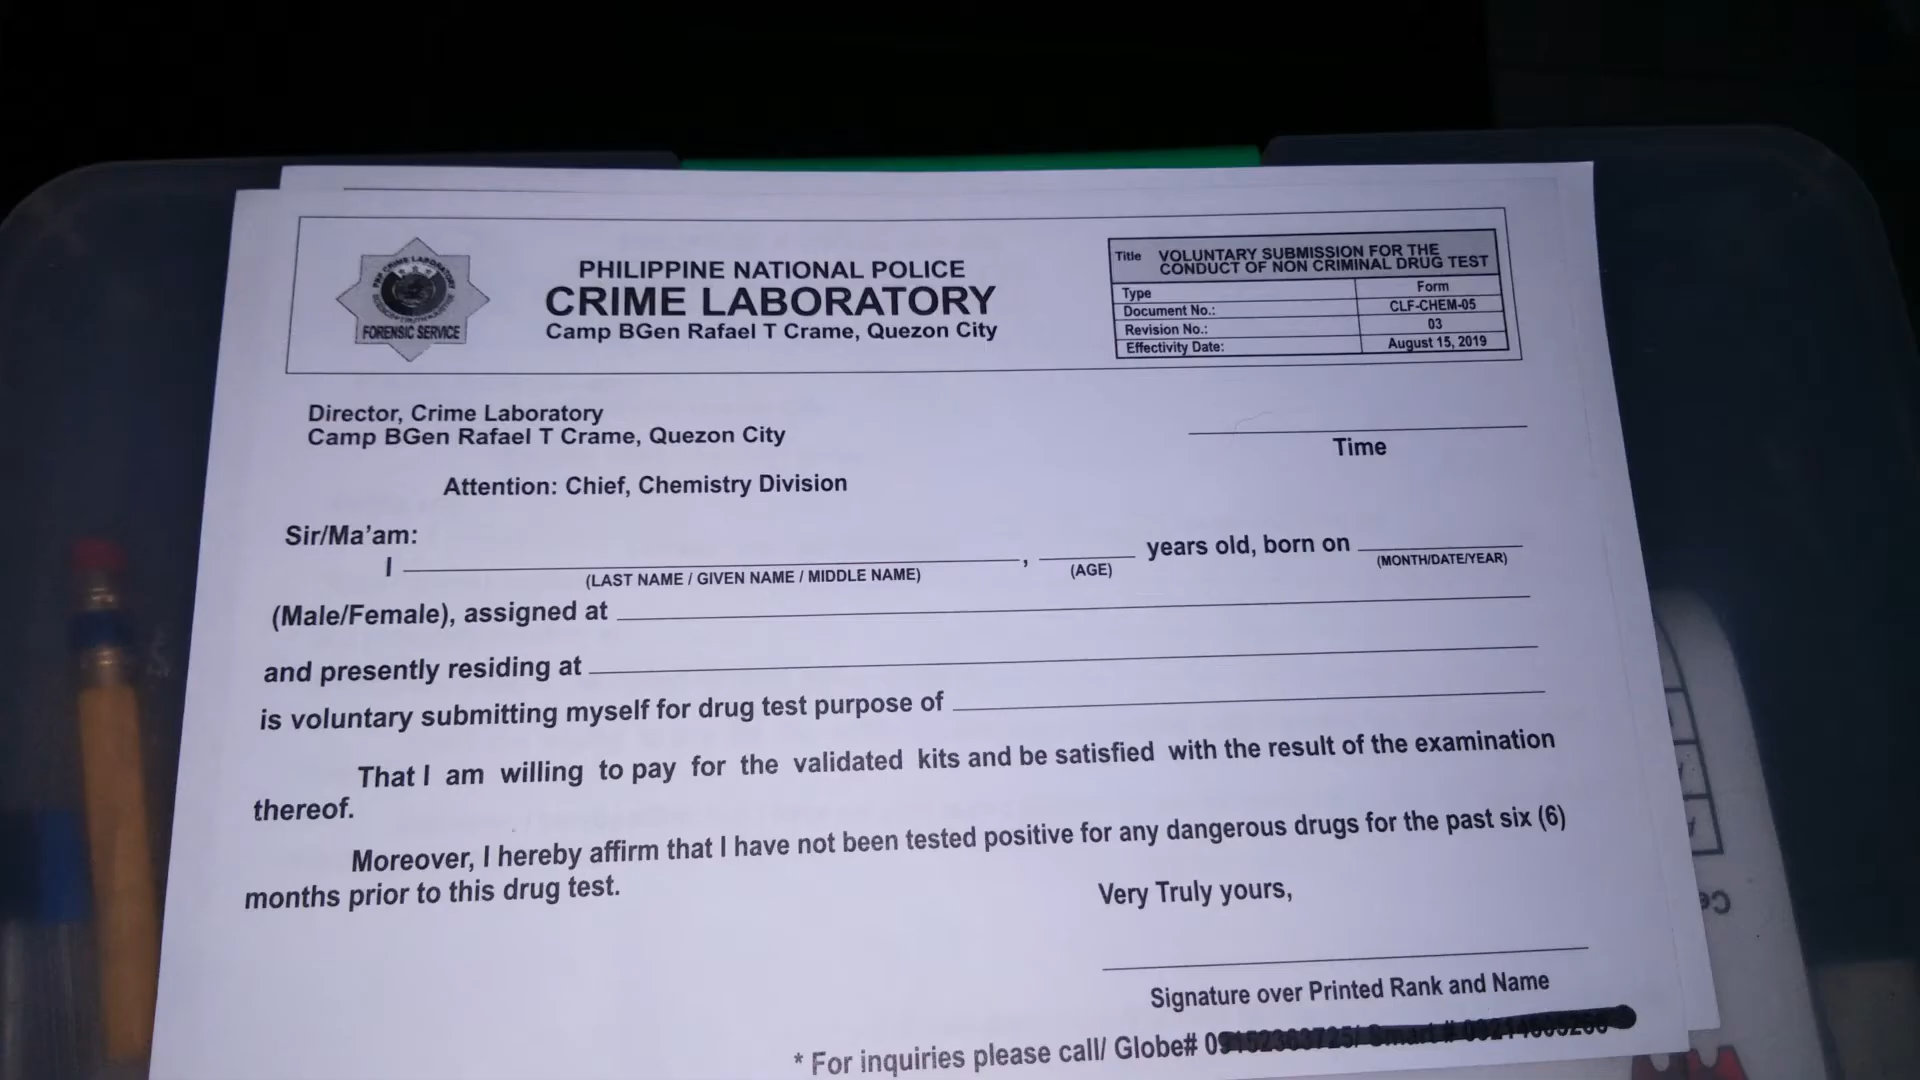 PHILIPPINE NATIONAL POLICE
CRIME LABORATORY
Camp BGen Rafael T Crame, Quezon City
PNP CRIME LABORATORY
FORENSIC SERVICE
Title VOLUNTARY SUBMISSION FOR THE
CONDUCT OF NON CRIMINAL DRUG TEST
Type Form
Document No.: CLF-CHEM-05
Revision No.: 03
Effectivity Date: August 15, 2019
Director, Crime Laboratory
Camp BGen Rafael T Crame, Quezon City
Time
Attention: Chief, Chemistry Division
Sir/Ma'am:
I , years old, born on
(LAST NAME / GIVEN NAME / MIDDLE NAME) (AGE) (MONTH/DATE/YEAR)
(Male/Female), assigned at
and presently residing at
is voluntary submitting myself for drug test purpose of
That I am willing to pay for the validated kits and be satisfied with the result of the examination
thereof.
Moreover, I hereby affirm that I have not been tested positive for any dangerous drugs for the past six (6)
months prior to this drug test.
Very Truly yours,
Signature over Printed Rank and Name
* For inquiries please call/ Globe#